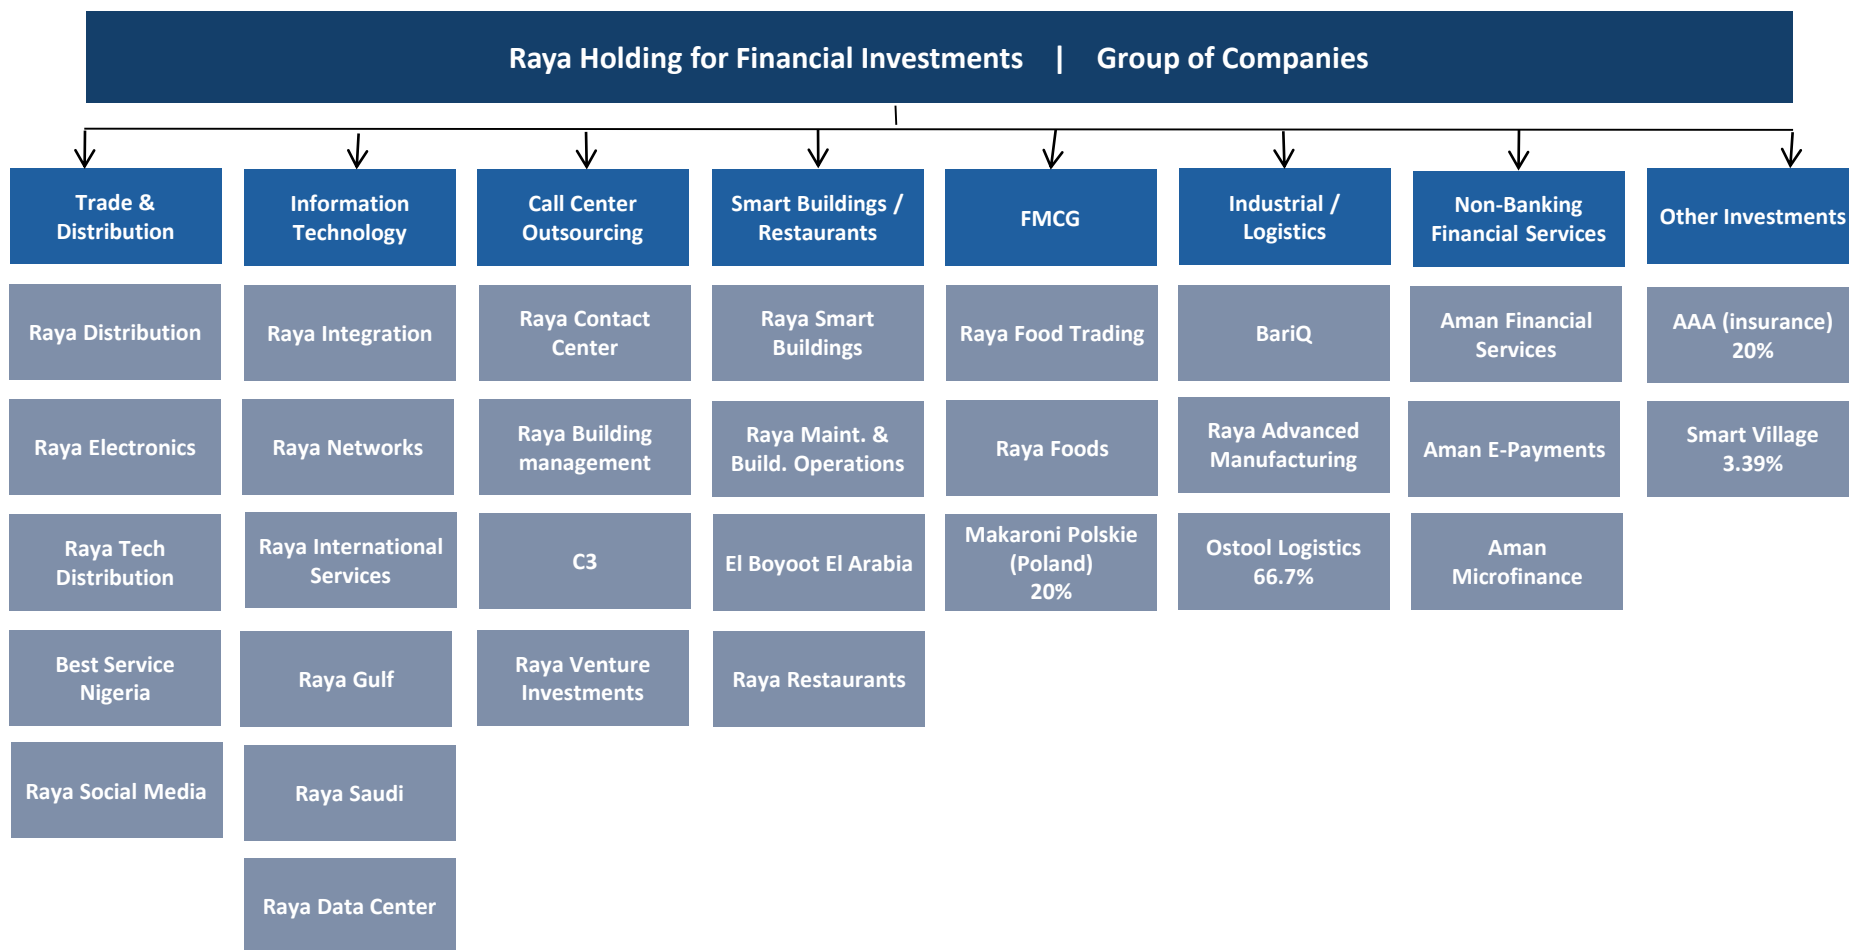 Raya Holding for Financial Investments | Group of Companies
Trade &
Distribution
Raya Distribution
Raya Electronics
Raya Tech
Distribution
Best Service
Nigeria
Raya Social Media
Information
Technology
Raya Integration
Raya Networks
Raya International
Services
Raya Gulf
Raya Saudi
Raya Data Center
Call Center
Outsourcing
Raya Contact
Center
Raya Building
management
C3
Raya Venture
Investments
Smart Buildings /
Restaurants
Raya Smart
Buildings
Raya Maint. &
Build. Operations
El Boyoot El Arabia
Raya Restaurants
FMCG
Raya Food Trading
Raya Foods
Makaroni Polskie
(Poland)
20%
Industrial /
Logistics
BariQ
Raya Advanced
Manufacturing
Ostool Logistics
66.7%
Non-Banking
Financial Services
Aman Financial
Services
Aman E-Payments
Aman
Microfinance
Other Investments
AAA (insurance)
20%
Smart Village
3.39%